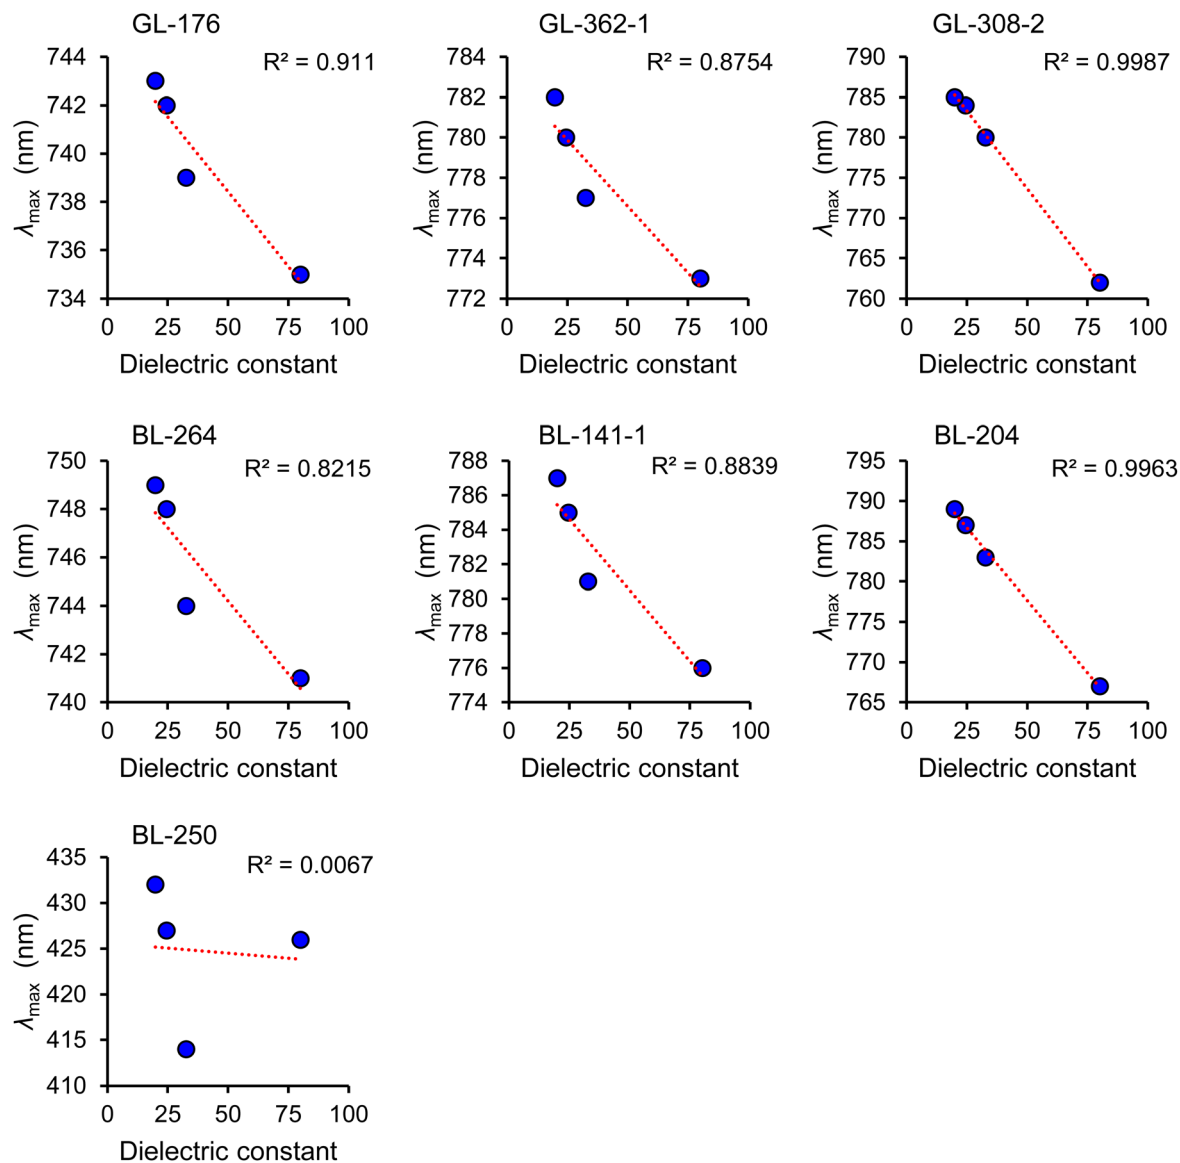 GL-176
R² = 0.911
744
742
740
738
736
734
λmax (nm)
0 25 50 75 100
Dielectric constant
GL-362-1
R² = 0.8754
784
782
780
778
776
774
772
λmax (nm)
0 25 50 75 100
Dielectric constant
GL-308-2
R² = 0.9987
790
785
780
775
770
765
760
λmax (nm)
0 25 50 75 100
Dielectric constant
BL-264
R² = 0.8215
750
748
746
744
742
740
λmax (nm)
0 25 50 75 100
Dielectric constant
BL-141-1
R² = 0.8839
788
786
784
782
780
778
776
774
λmax (nm)
0 25 50 75 100
Dielectric constant
BL-204
R² = 0.9963
795
790
785
780
775
770
765
λmax (nm)
0 25 50 75 100
Dielectric constant
BL-250
R² = 0.0067
435
430
425
420
415
410
λmax (nm)
0 25 50 75 100
Dielectric constant